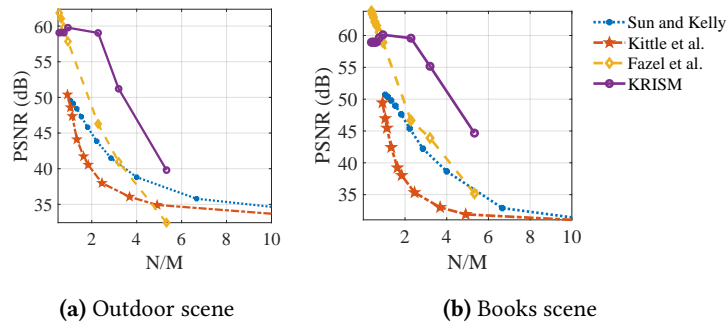 60
55
50
45
40
35
PSNR (dB)
2
4
6
8
10
N/M
(a) Outdoor scene
60
55
50
45
40
35
PSNR (dB)
2
4
6
8
10
N/M
(b) Books scene
Sun and Kelly
Kittle et al.
Fazel et al.
KRISM